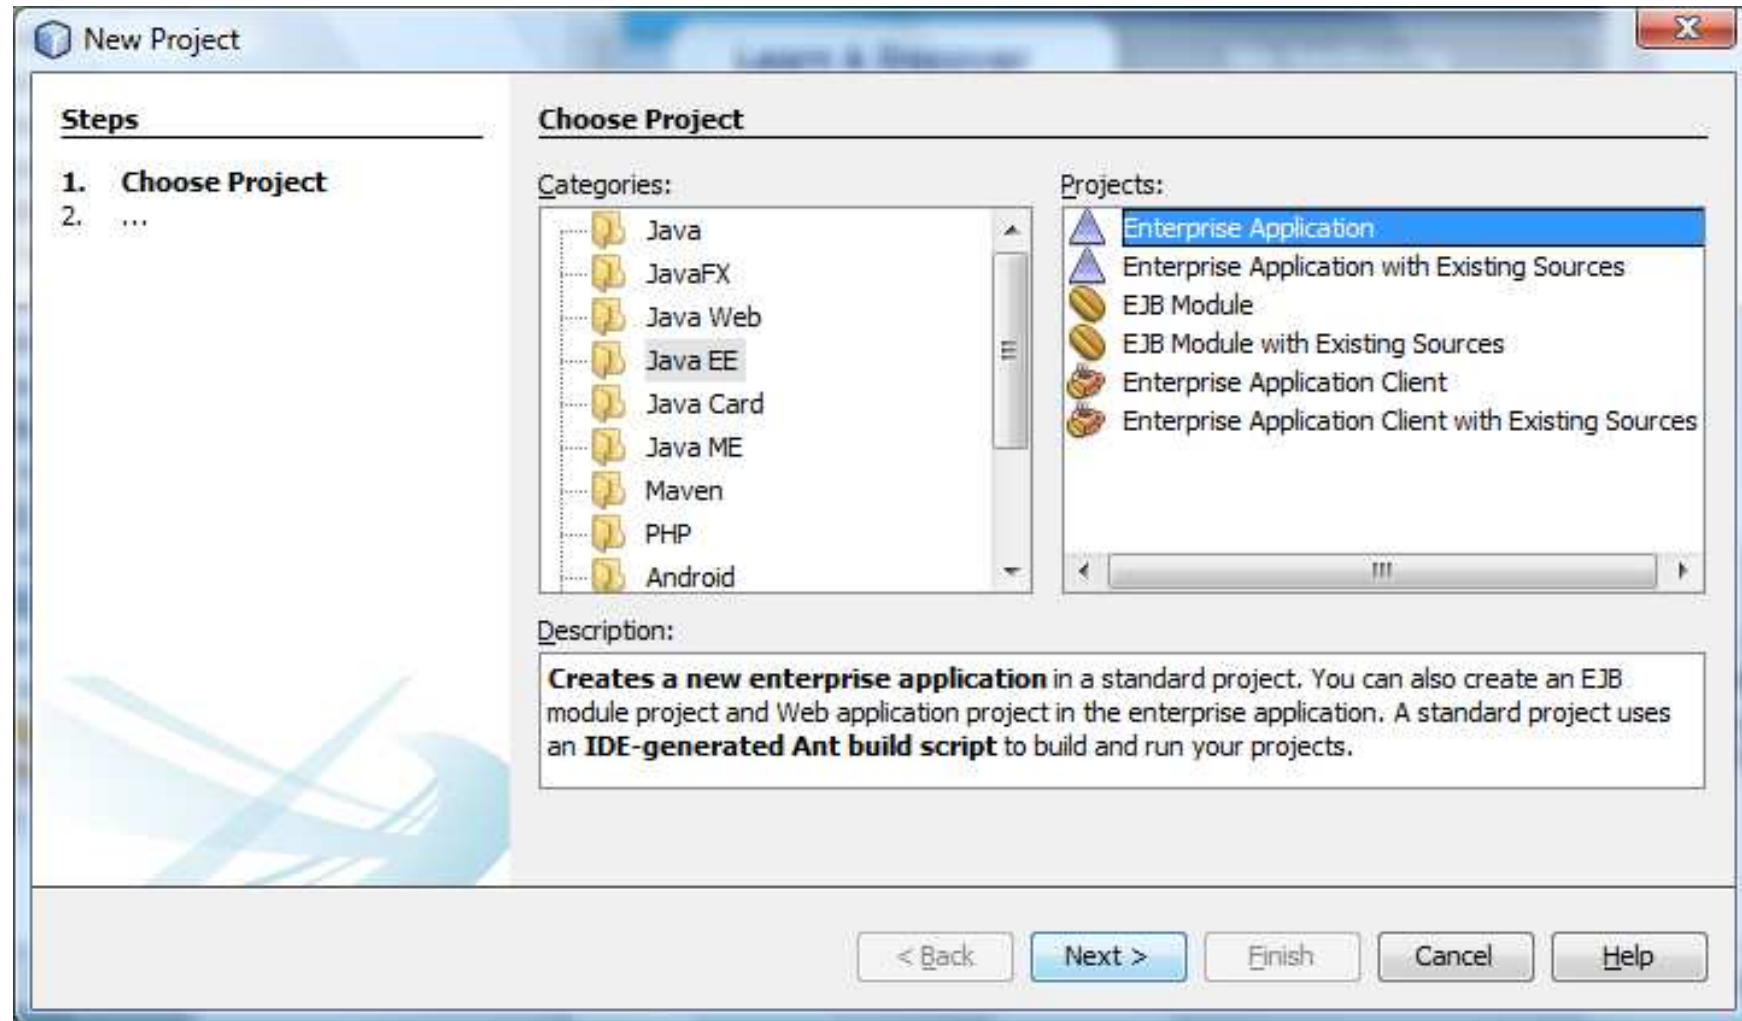 New Project
Learn & Discover
Steps
1. Choose Project
2. ...
Choose Project
Categories:
Java
JavaFX
Java Web
Java EE
Java Card
Java ME
Maven
PHP
Android
Projects:
Enterprise Application
Enterprise Application with Existing Sources
EJB Module
EJB Module with Existing Sources
Enterprise Application Client
Enterprise Application Client with Existing Sources
Description:
Creates a new enterprise application in a standard project. You can also create an EJB
module project and Web application project in the enterprise application. A standard project uses
an IDE-generated Ant build script to build and run your projects.
< Back
Next >
Finish
Cancel
Help